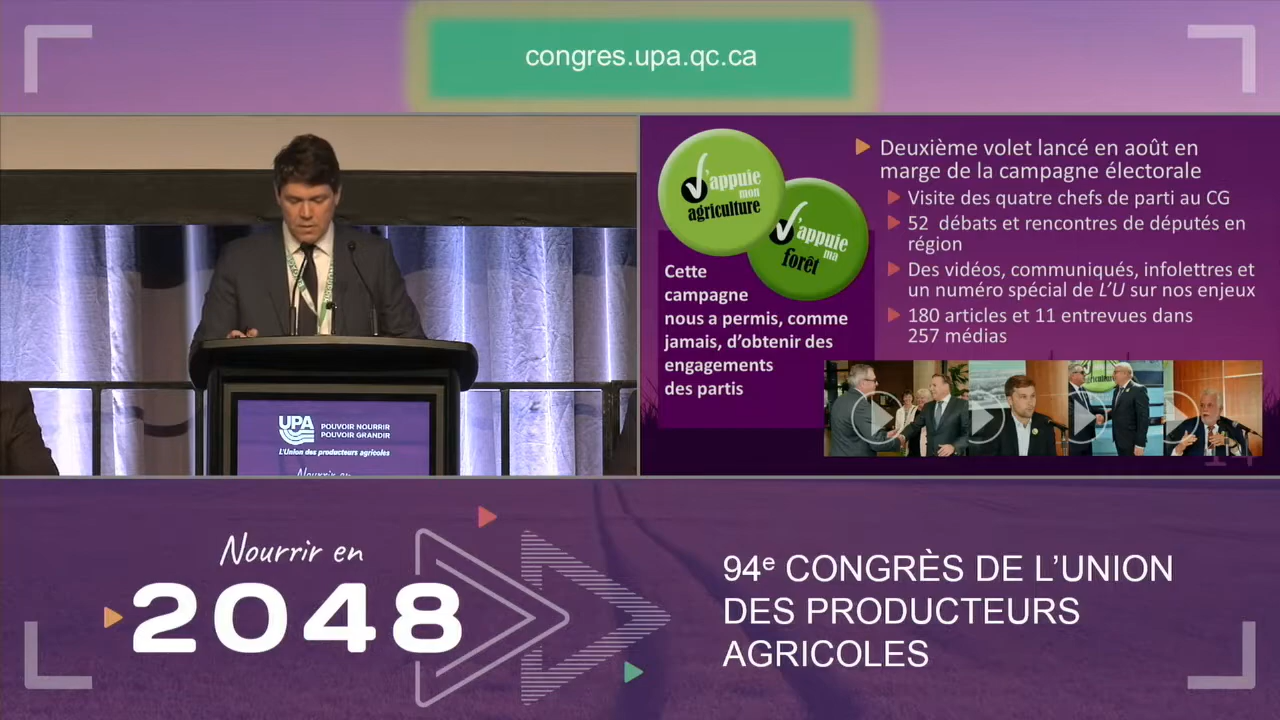 congres.upa.qc.ca
J'appuie
mon
agriculture
J'appuie
ma
forêt
Cette
campagne
nous a permis, comme
jamais, d'obtenir des
engagements
des partis
Deuxième volet lancé en août en
marge de la campagne électorale
Visite des quatre chefs de parti au CG
52 débats et rencontres de députés en
région
Des vidéos, communiqués, infolettres et
un numéro spécial de L'U sur nos enjeux
180 articles et 11 entrevues dans
257 médias
UPA
POUVOIR NOURRIR
POUVOIR GRANDIR
L'Union des producteurs agricoles
Nourrir en
Nourrir en
2048
94e CONGRÈS DE L'UNION
DES PRODUCTEURS
AGRICOLES